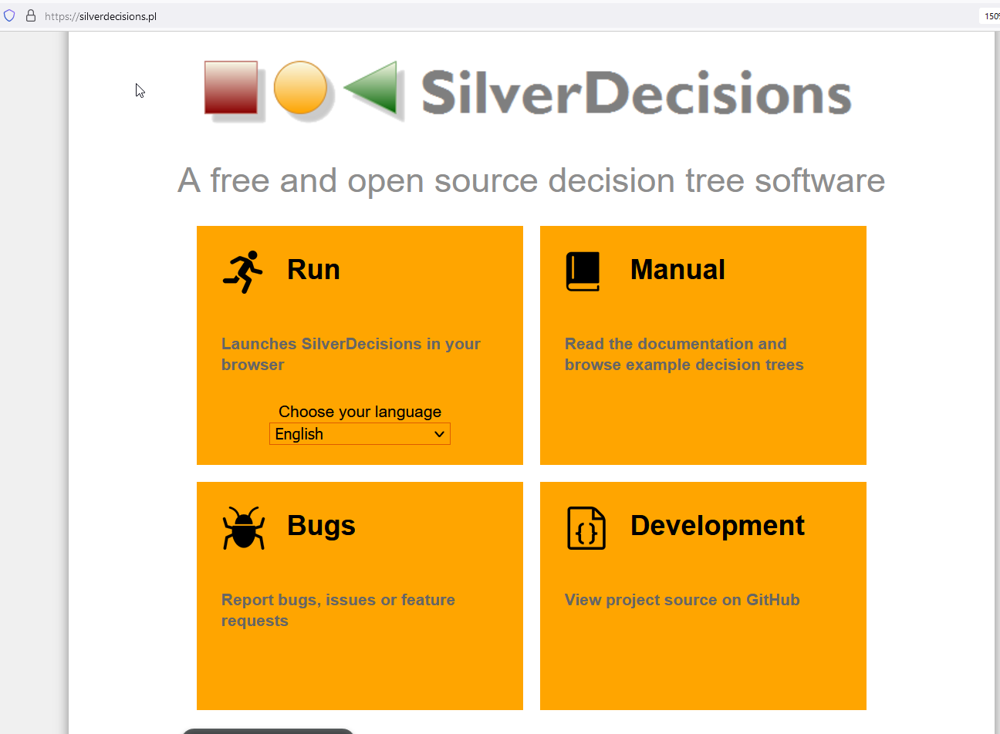 https://silverdecisions.pl
150%
SilverDecisions
A free and open source decision tree software
Run
Launches SilverDecisions in your
browser
Choose your language
English
Manual
Read the documentation and
browse example decision trees
Bugs
Report bugs, issues or feature
requests
Development
View project source on GitHub